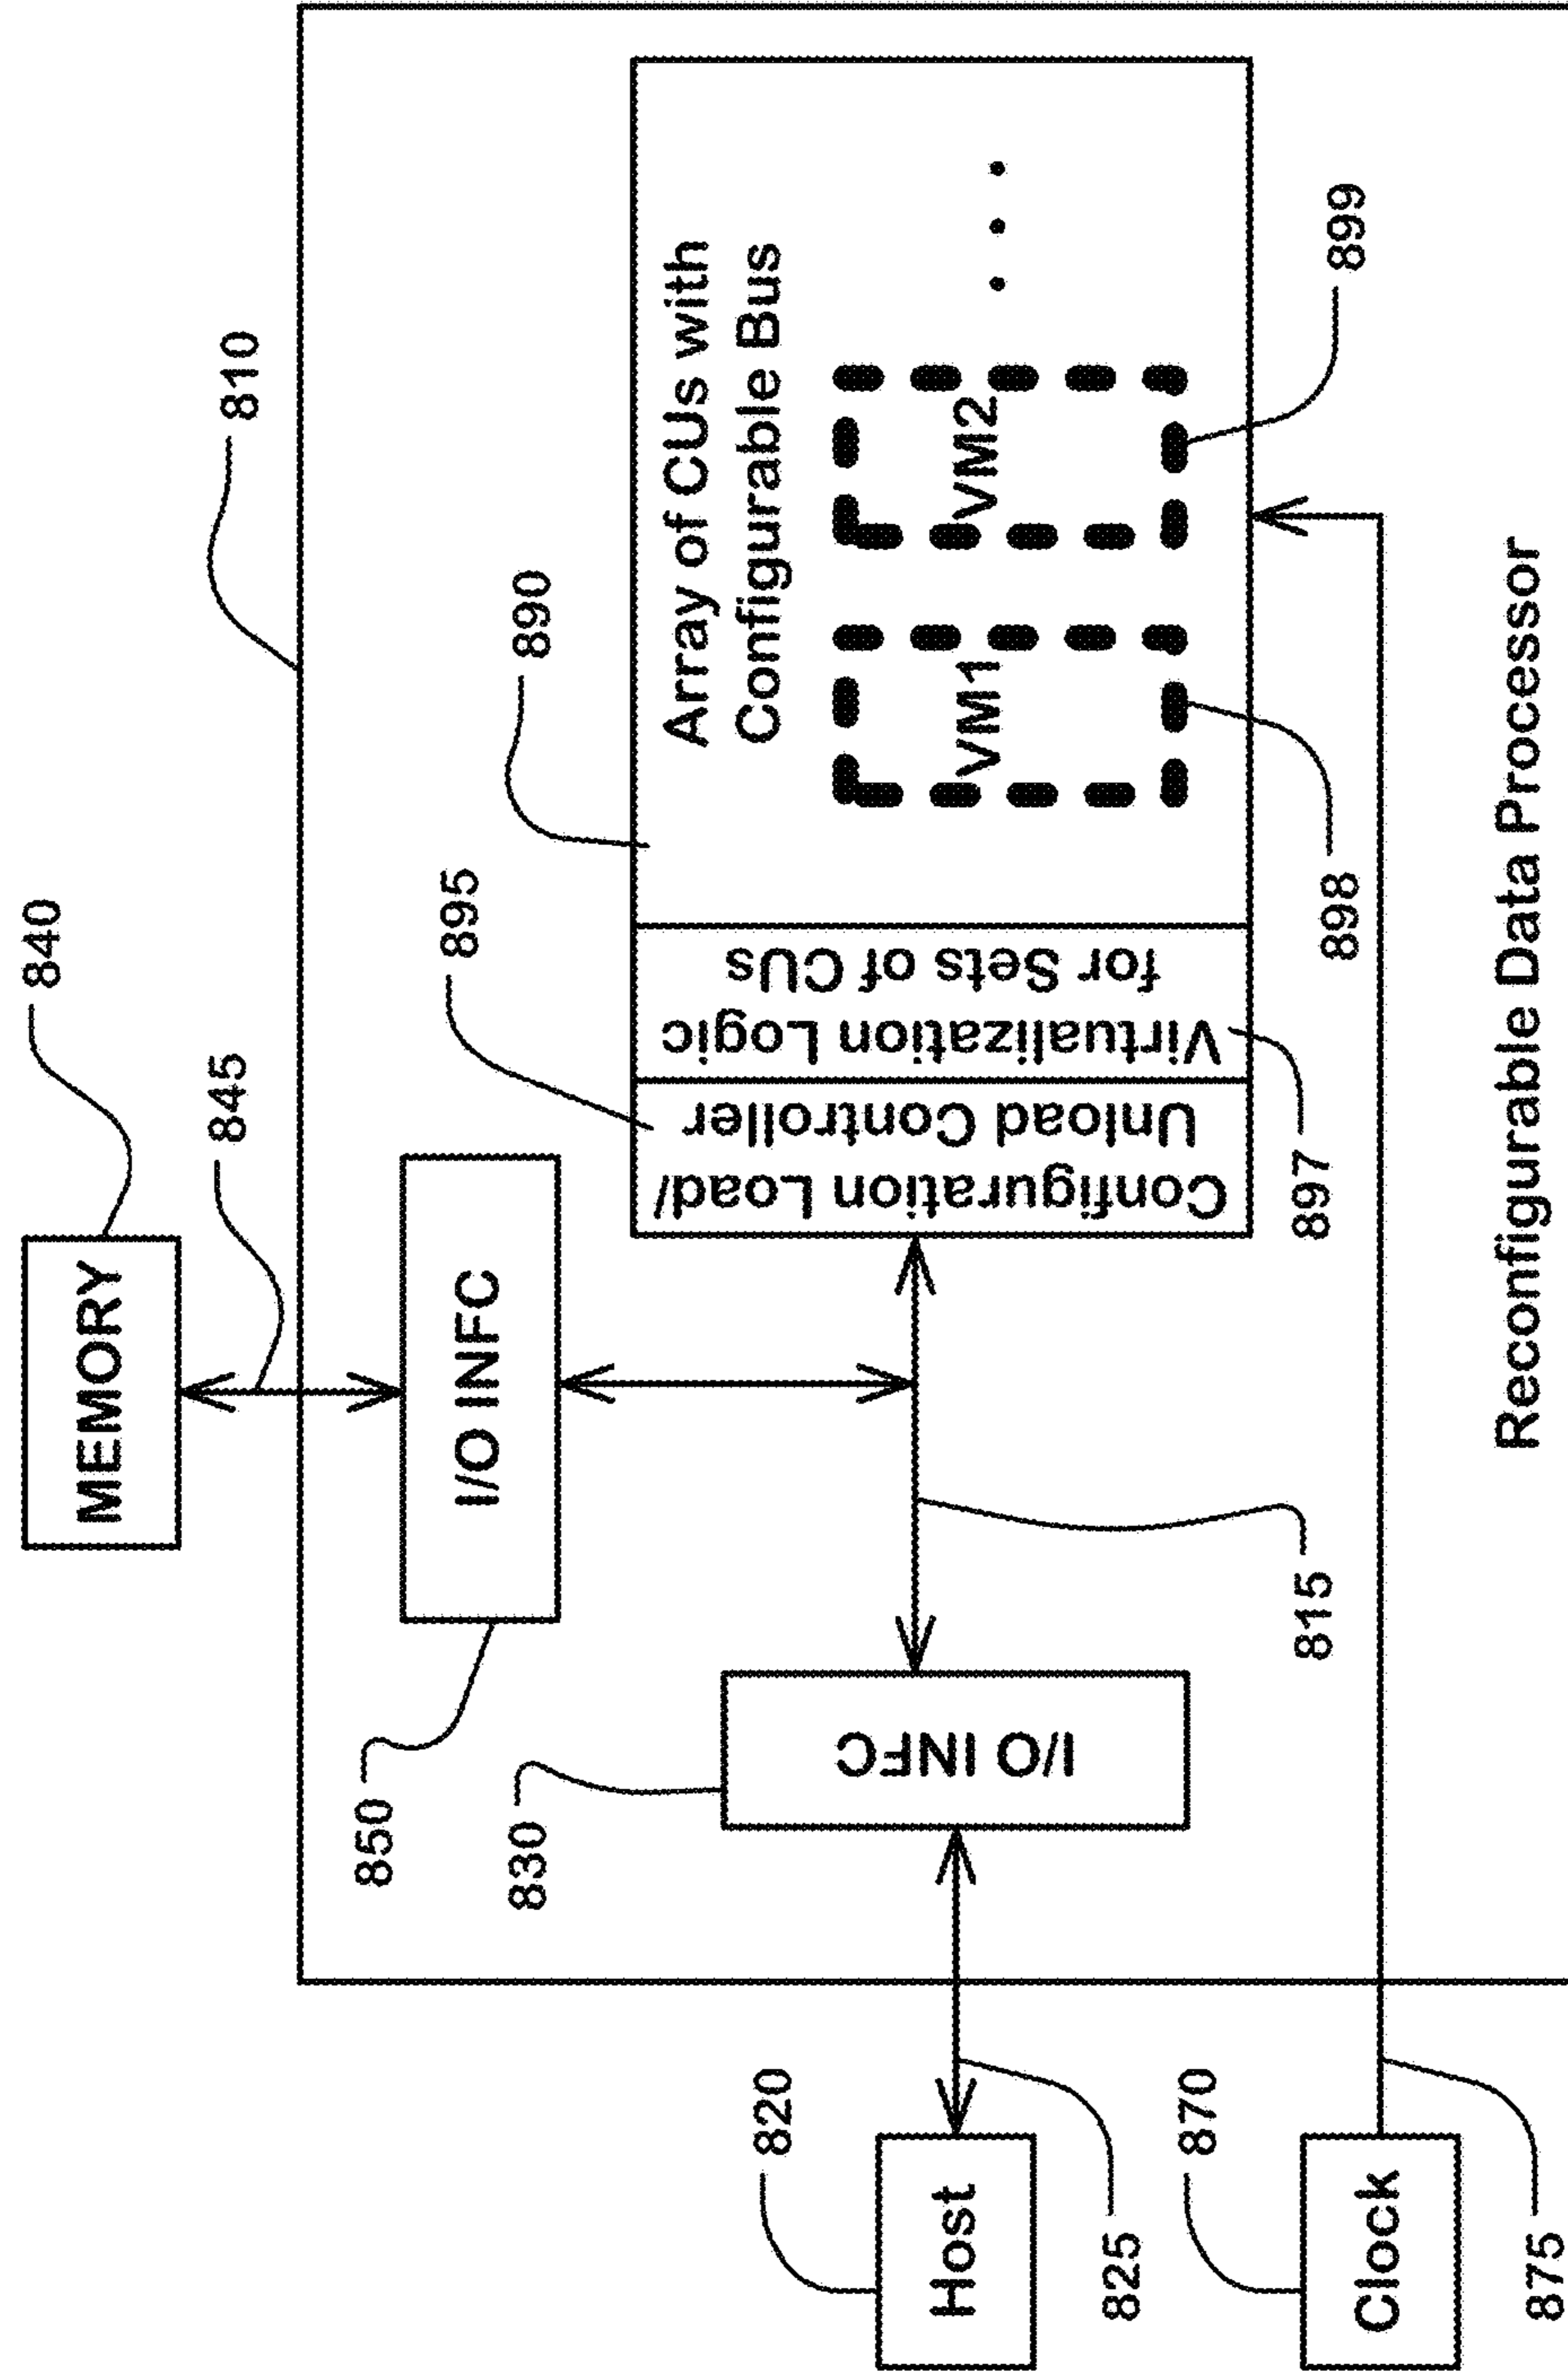 840
MEMORY
845
810
850
I/O INFC
895
890
Array of CUs with
Configurable Bus
820
830
Host
I/O INFC
Configuration Load/
Unload Controller
Virtualization Logic
for Sets of CUs
VM1
VM2
. . .
825
815
897
898
899
870
Clock
875
Reconfigurable Data Processor